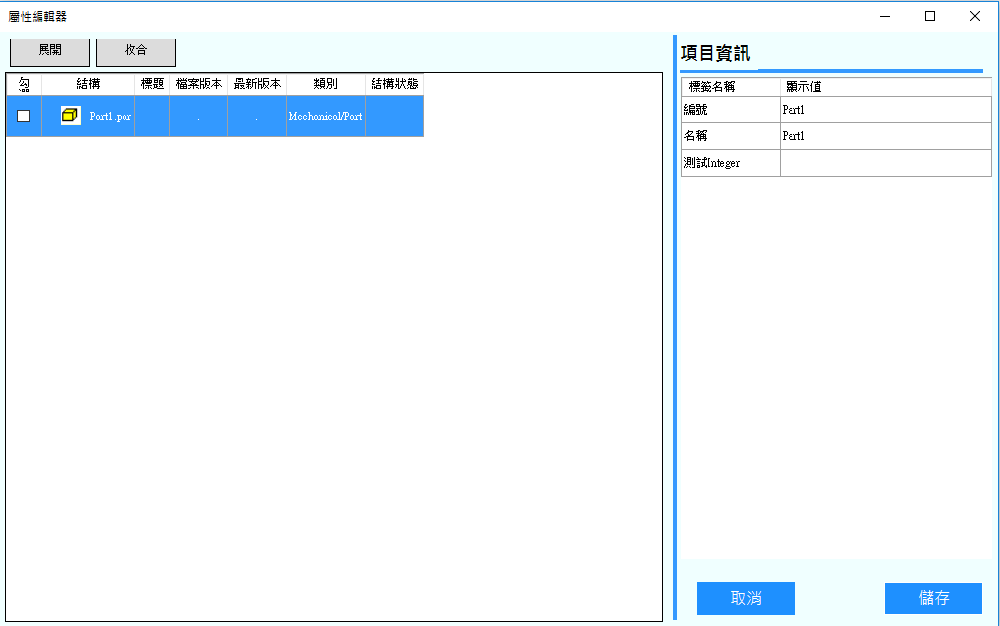 屬性編輯器
展開 收合
勾選 結構 標題 檔案版本 最新版本 類別 結構狀態
Part1.par . . Mechanical/Part
項目資訊
標籤名稱 顯示值
編號 Part1
名稱 Part1
測試Integer
取消 儲存